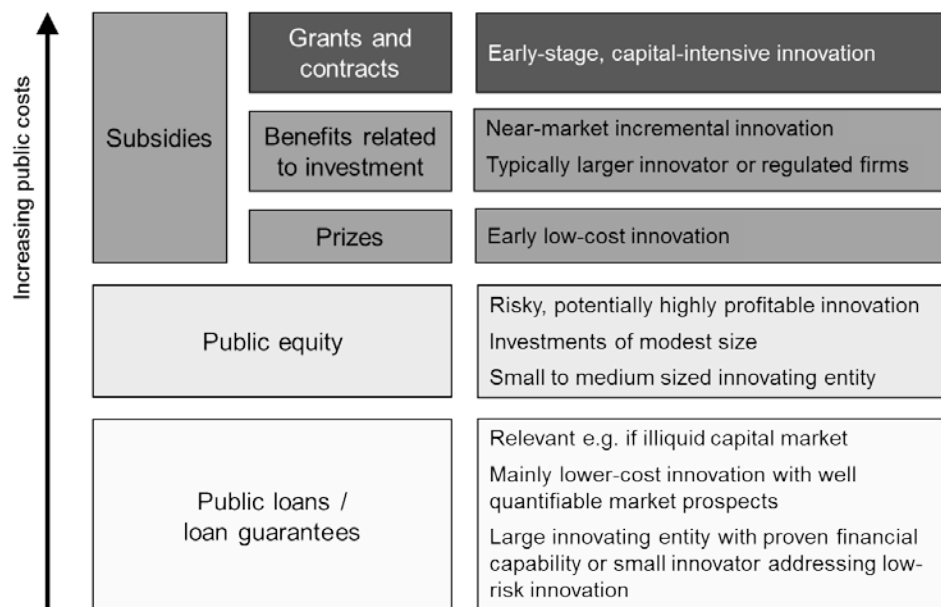 Increasing public costs
Subsidies
Grants and
contracts
Early-stage, capital-intensive innovation
Benefits related
to investment
Near-market incremental innovation
Typically larger innovator or regulated firms
Prizes
Early low-cost innovation
Public equity
Risky, potentially highly profitable innovation
Investments of modest size
Small to medium sized innovating entity
Public loans /
loan guarantees
Relevant e.g. if illiquid capital market
Mainly lower-cost innovation with well
quantifiable market prospects
Large innovating entity with proven financial
capability or small innovator addressing low-
risk innovation